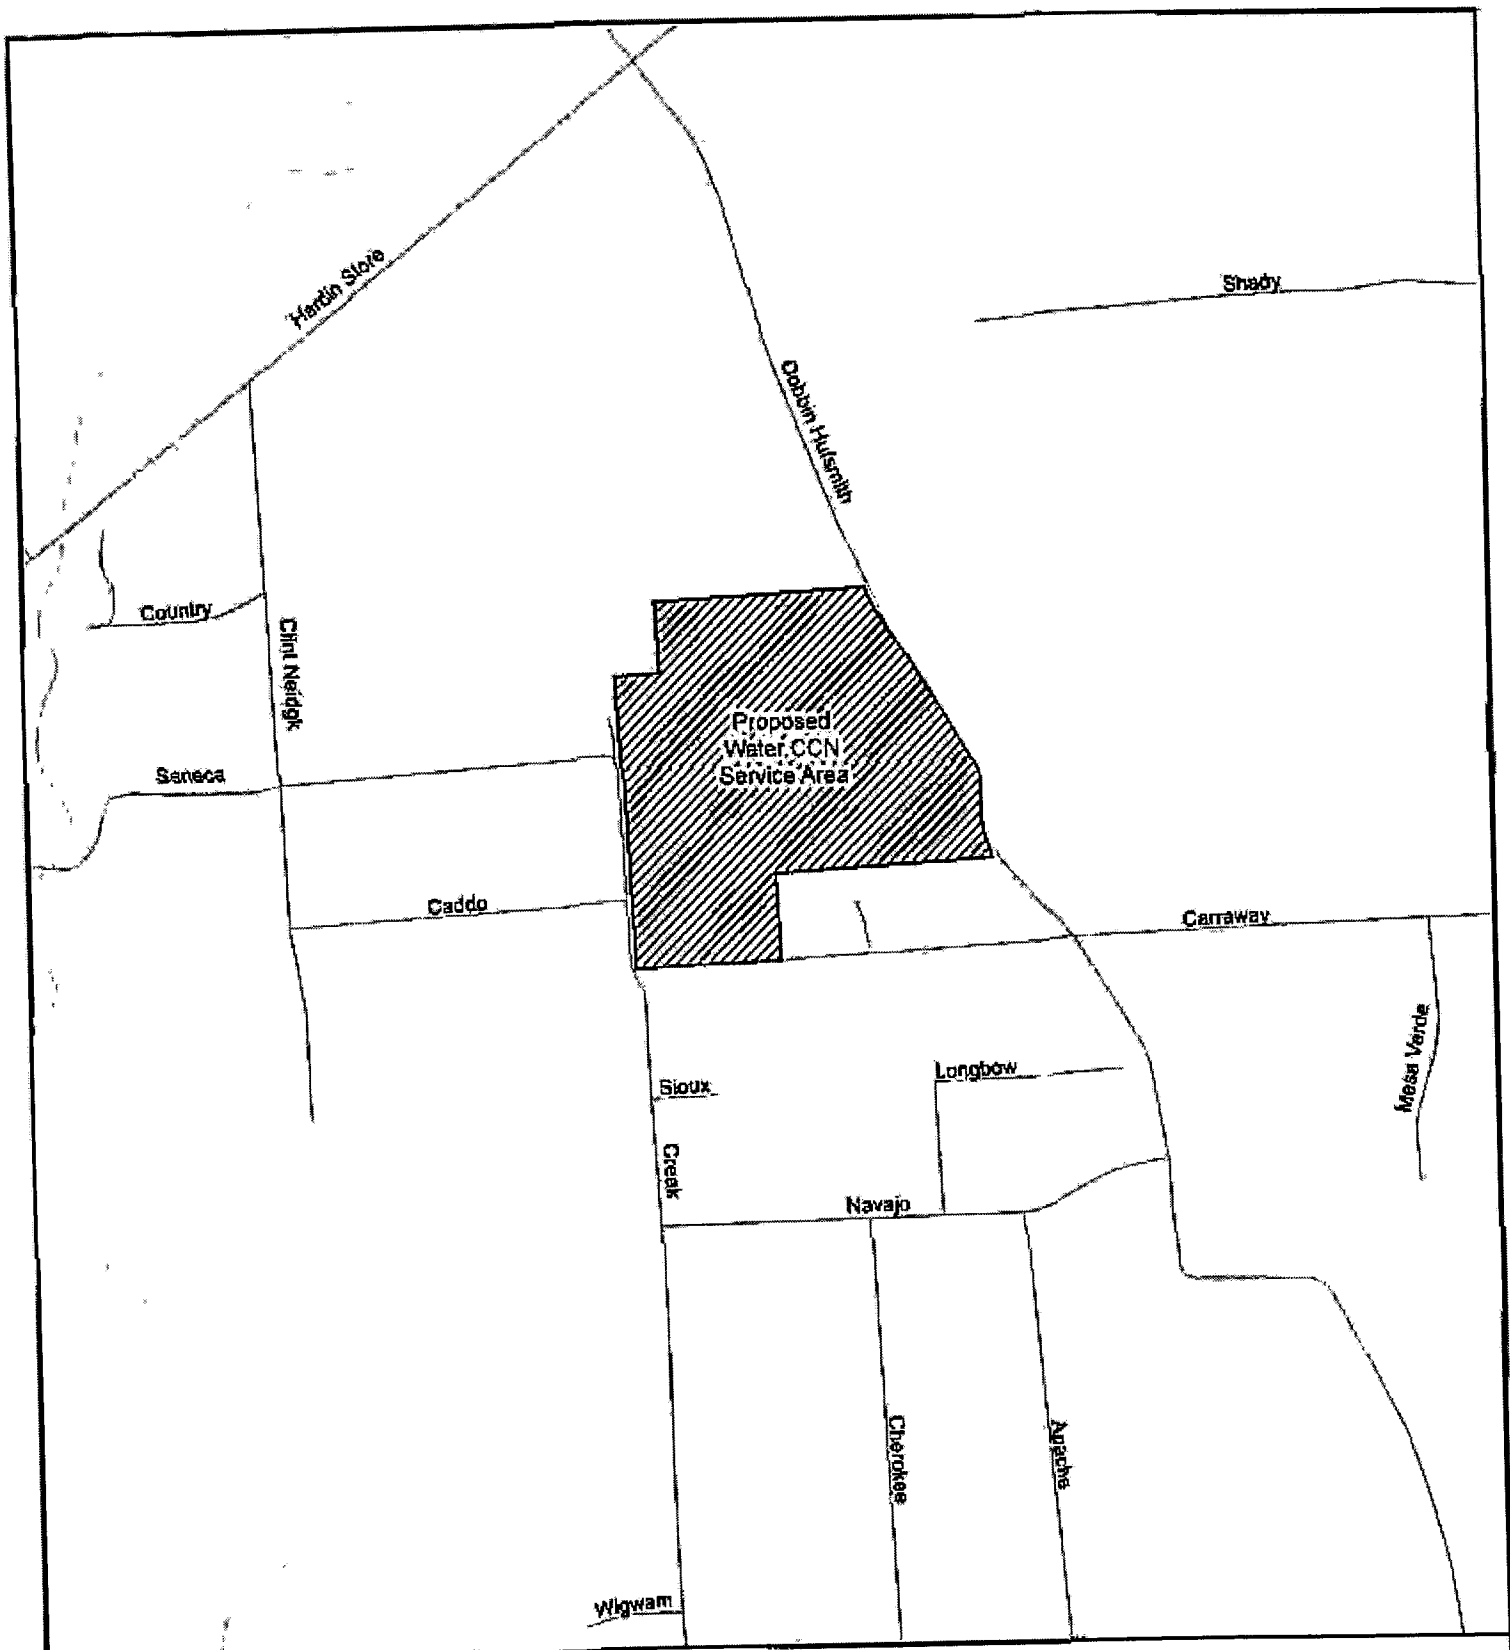 Hardin Store
Shady
Dobbin Hufsmith
Country
Clint Neidgk
Proposed
Water CCN
Service Area
Seneca
Caddo
Carraway
Mesa Verde
Longbow
Sioux
Creek
Navajo
Cherokee
Apache
Wigwam